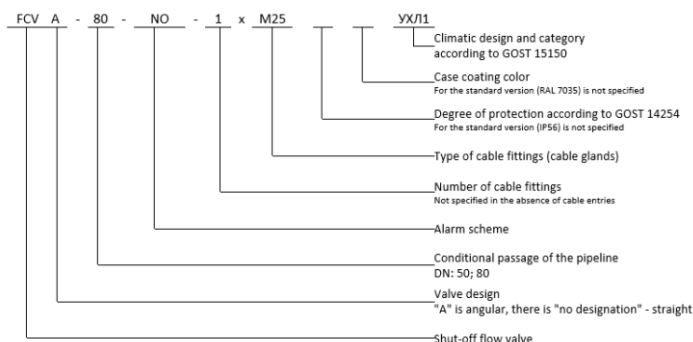 FCV A - 80 - NO - 1 x M25 УХЛ1
Climatic design and category
according to GOST 15150
Case coating color
For the standard version (RAL 7035) is not specified
Degree of protection according to GOST 14254
For the standard version (IP56) is not specified
Type of cable fittings (cable glands)
Number of cable fittings
Not specified in the absence of cable entries
Alarm scheme
Conditional passage of the pipeline
DN: 50; 80
Valve design
"A" is angular, there is "no designation" - straight
Shut-off flow valve